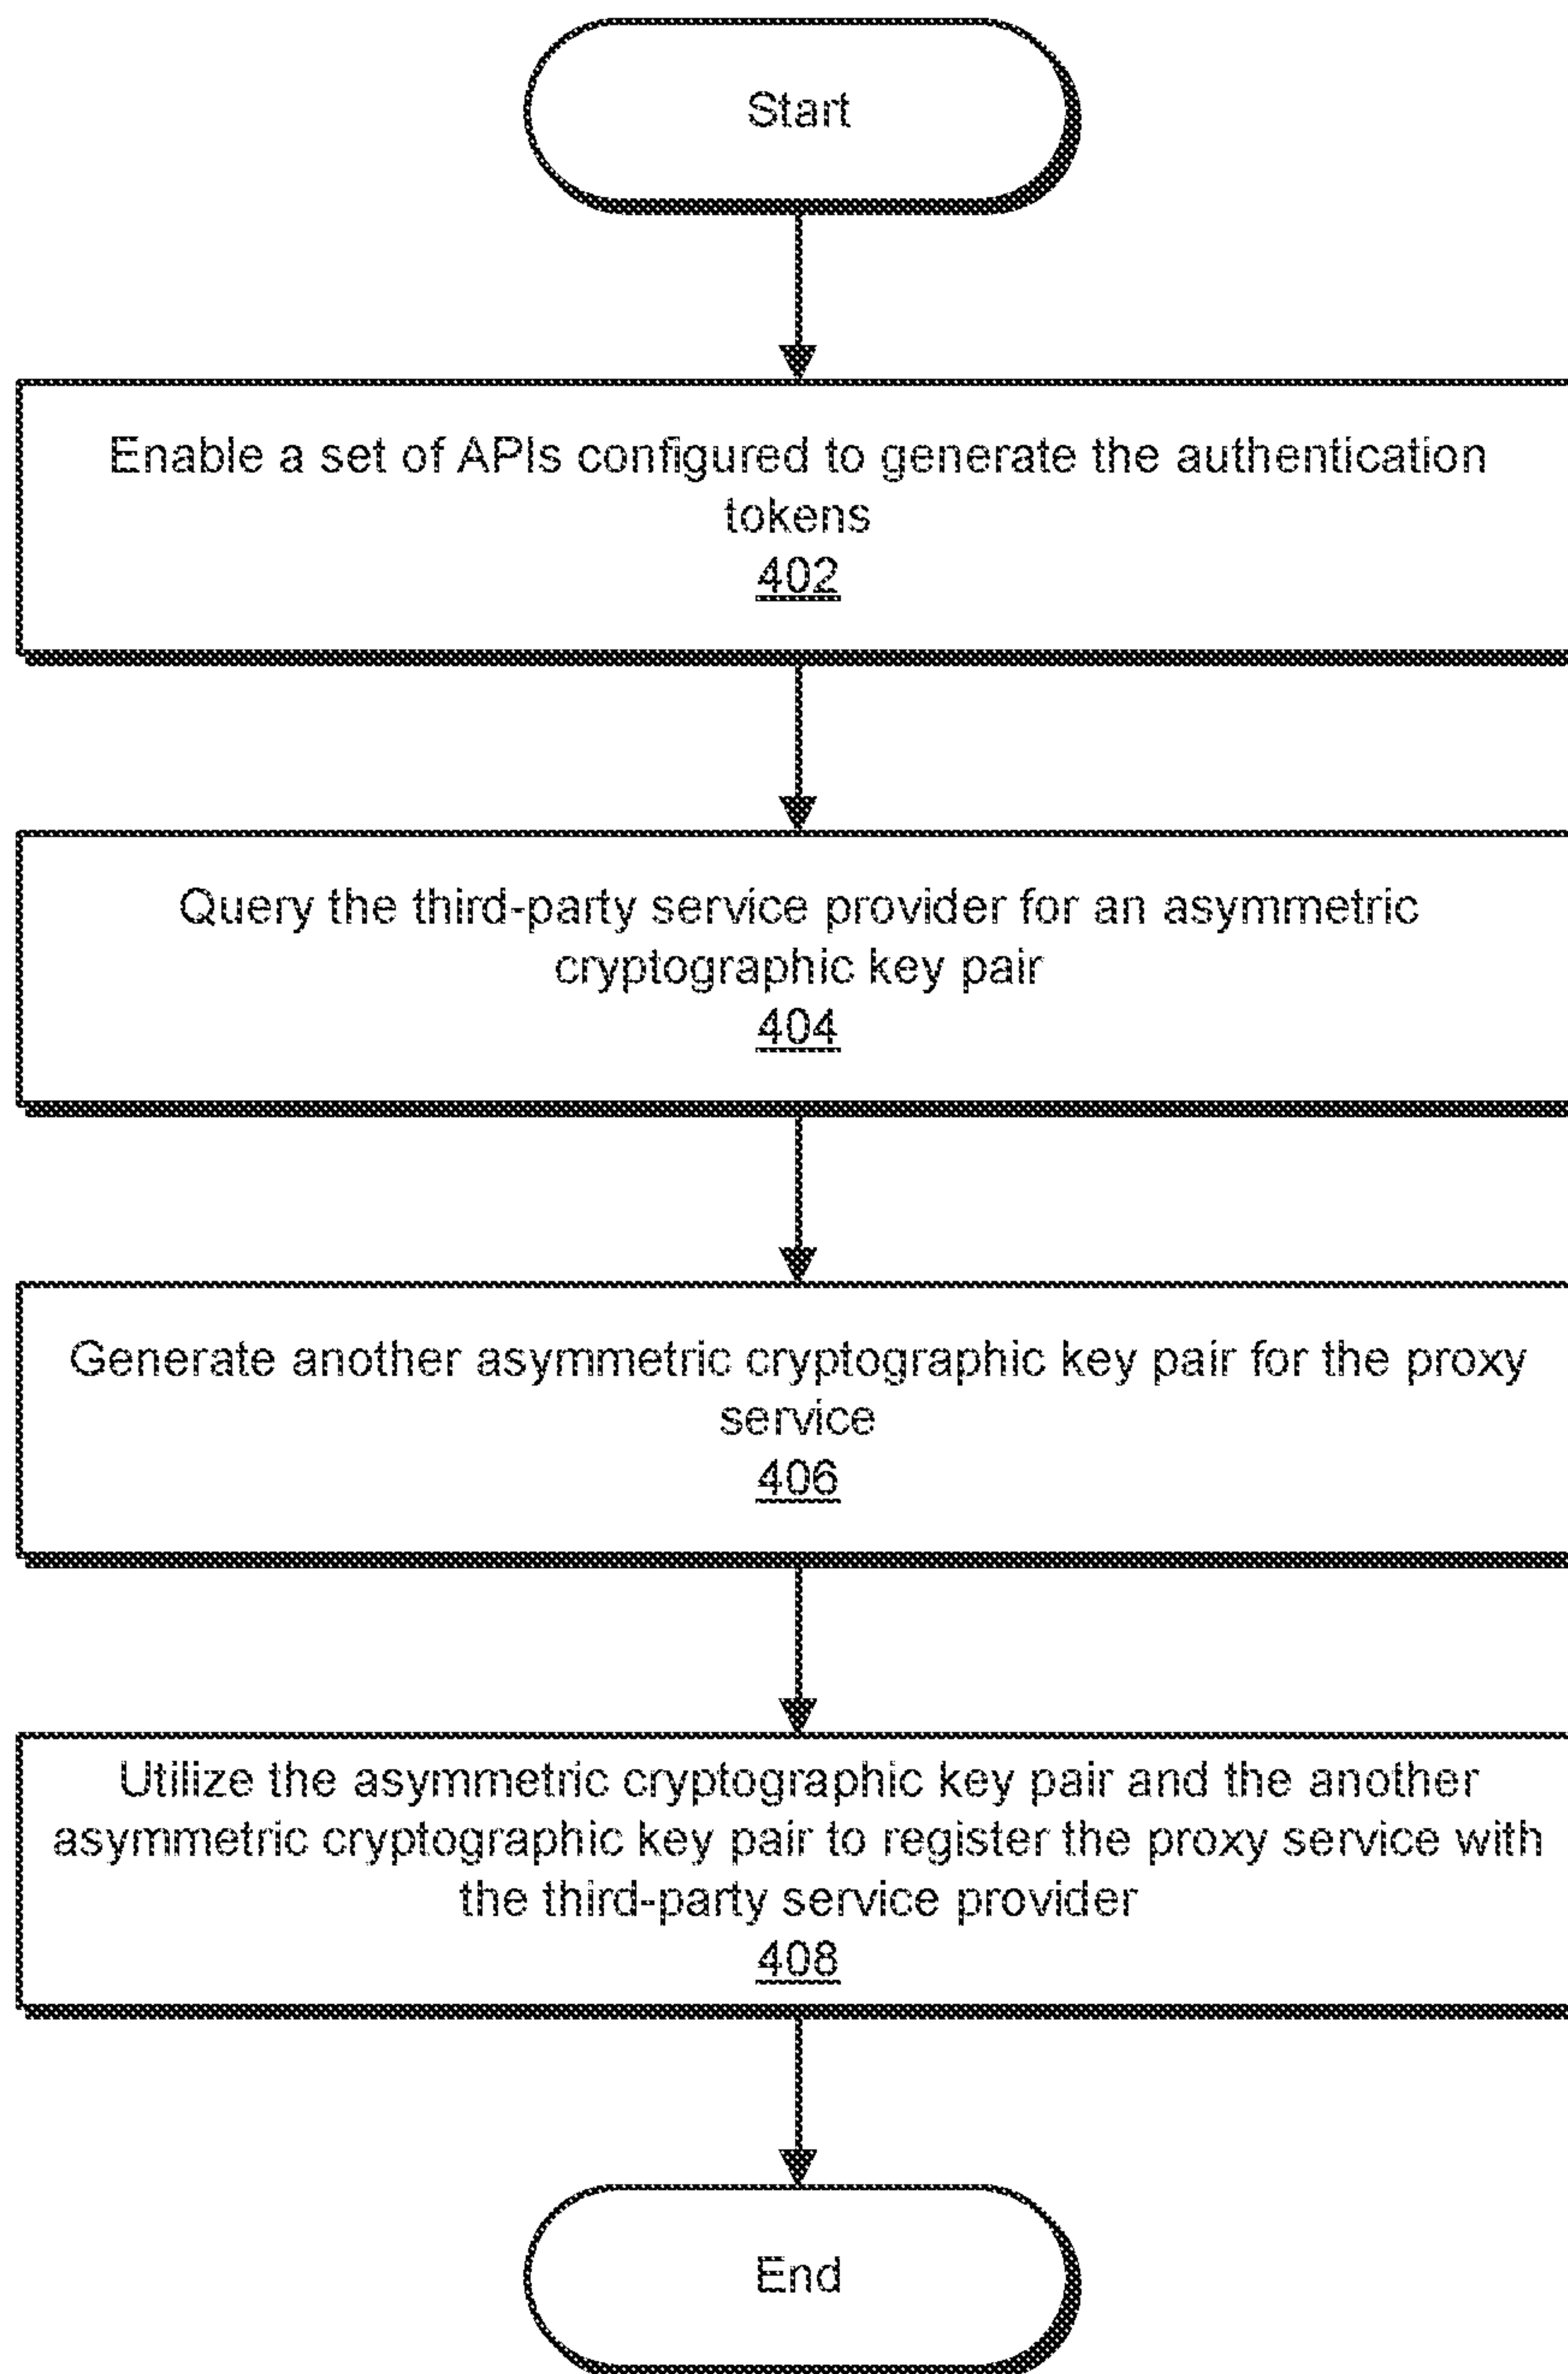 Start
Enable a set of APIs configured to generate the authentication
tokens
402
Query the third-party service provider for an asymmetric
cryptographic key pair
404
Generate another asymmetric cryptographic key pair for the proxy
service
406
Utilize the asymmetric cryptographic key pair and the another
asymmetric cryptographic key pair to register the proxy service with
the third-party service provider
408
End